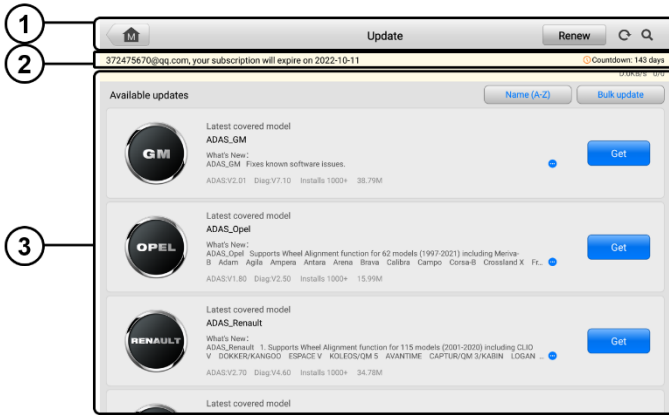 1
M
Update
Renew
2
372475670@qq.com, your subscription will expire on 2022-10-11
Countdown: 143 days
0.0KB/s 0/0
Available updates
Name (A-Z)
Bulk update
3
GM
Latest covered model
ADAS_GM
What's New:
ADAS_GM Fixes known software issues.
ADAS:V2.01 Diag:V7.10 Installs 1000+ 38.79M
Get
OPEL
Latest covered model
ADAS_Opel
What's New:
ADAS_Opel Supports Wheel Alignment function for 62 models (1997-2021) including Meriva-
B Adam Agila Ampera Antara Arena Brava Calibra Campo Corsa-B Crossland X Fr...
ADAS:V1.80 Diag:V2.50 Installs 1000+ 15.99M
Get
RENAULT
Latest covered model
ADAS_Renault
What's New:
ADAS_Renault 1. Supports Wheel Alignment function for 115 models (2001-2020) including CLIO
V DOKKER/KANGOO ESPACE V KOLEOS/QM 5 AVANTIME CAPTUR/QM 3/KABIN LOGAN ...
ADAS:V2.70 Diag:V4.60 Installs 1000+ 34.78M
Get
Latest covered model